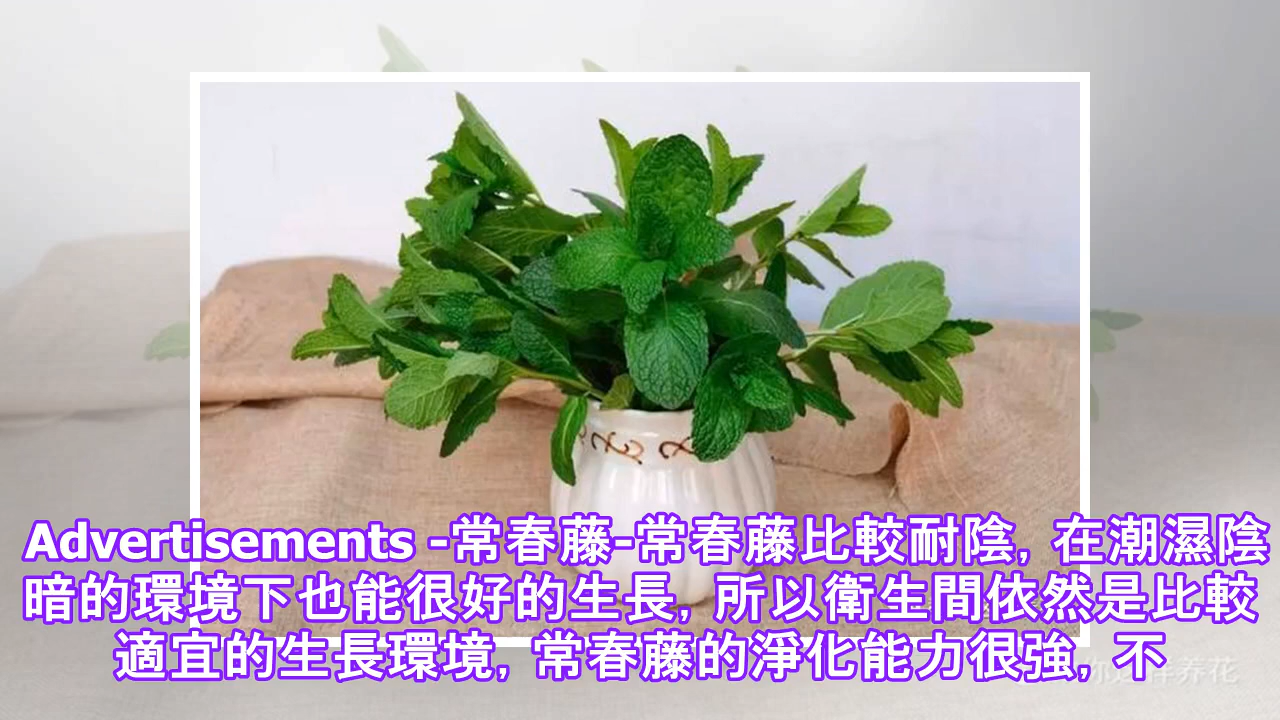 Advertisements -常春藤-常春藤比較耐陰, 在潮濕陰
暗的環境下也能很好的生長, 所以衛生間依然是比較
適宜的生長環境, 常春藤的淨化能力很強, 不
养花